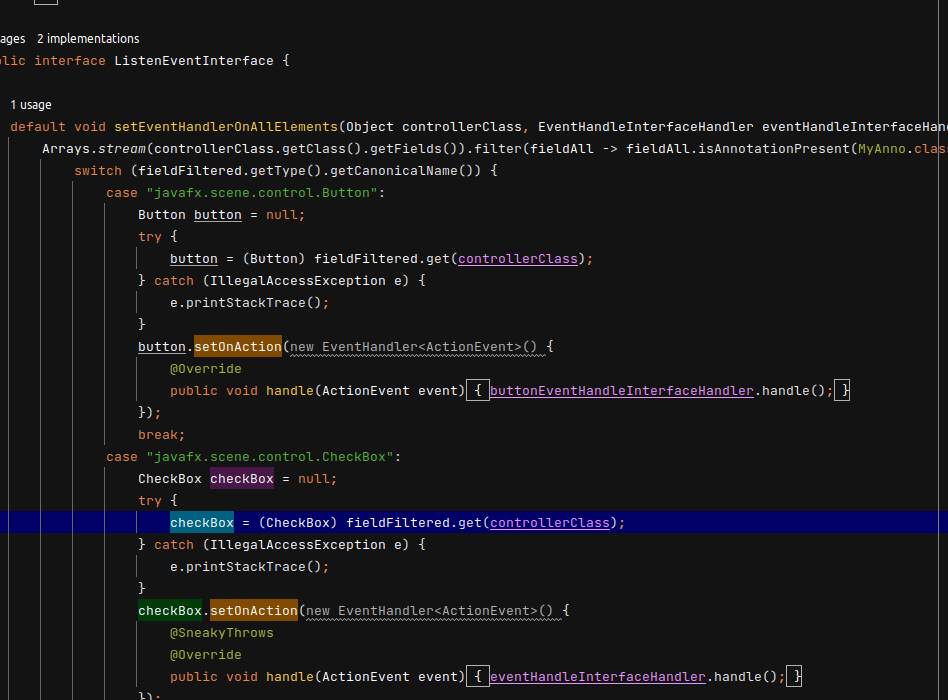 ages 2 implementations
lic interface ListenEventInterface {
1 usage
default void setEventHandlerOnAllElements(Object controllerClass, EventHandleInterfaceHandler eventHandleInterfaceHan
Arrays.stream(controllerClass.getClass().getFields()).filter(fieldAll -> fieldAll.isAnnotationPresent(MyAnno.clas
switch (fieldFiltered.getType().getCanonicalName()) {
case "javafx.scene.control.Button":
Button button = null;
try {
button = (Button) fieldFiltered.get(controllerClass);
} catch (IllegalAccessException e) {
e.printStackTrace();
}
button.setOnAction(new EventHandler<ActionEvent>() {
@Override
public void handle(ActionEvent event) { buttonEventHandleInterfaceHandler.handle(); }
});
break;
case "javafx.scene.control.CheckBox":
CheckBox checkBox = null;
try {
checkBox = (CheckBox) fieldFiltered.get(controllerClass);
} catch (IllegalAccessException e) {
e.printStackTrace();
}
checkBox.setOnAction(new EventHandler<ActionEvent>() {
@SneakyThrows
@Override
public void handle(ActionEvent event) { eventHandleInterfaceHandler.handle(); }
});